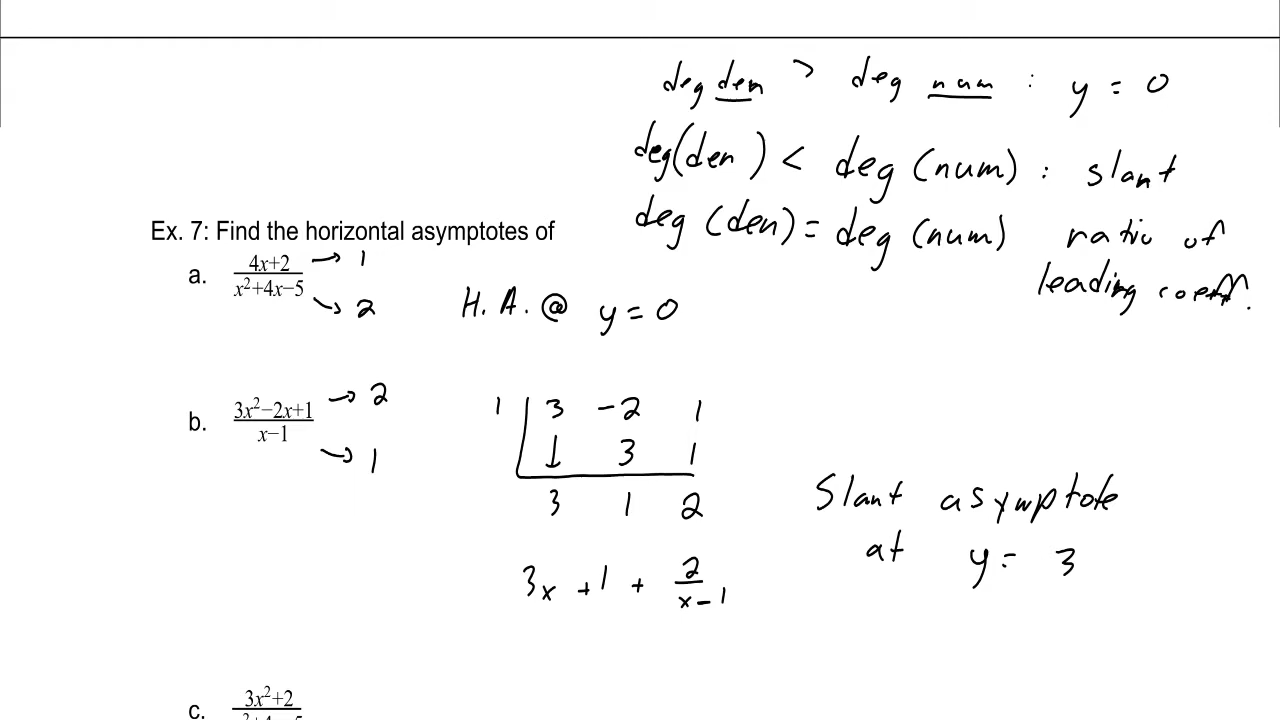 deg den > deg num : y = 0
deg(den) < deg(num) : slant
deg(den) = deg(num) ratio of
leading coeff.
Ex. 7: Find the horizontal asymptotes of
a. (4x+2)/(x²+4x−5) → 1 → 2
H. A. @ y = 0
b. (3x²−2x+1)/(x−1) → 2 → 1
1 | 3 −2 1
↓ 3 1
3 1 2
3x + 1 + 2/(x−1)
Slant asymptote
at y = 3
c. 3x²+2